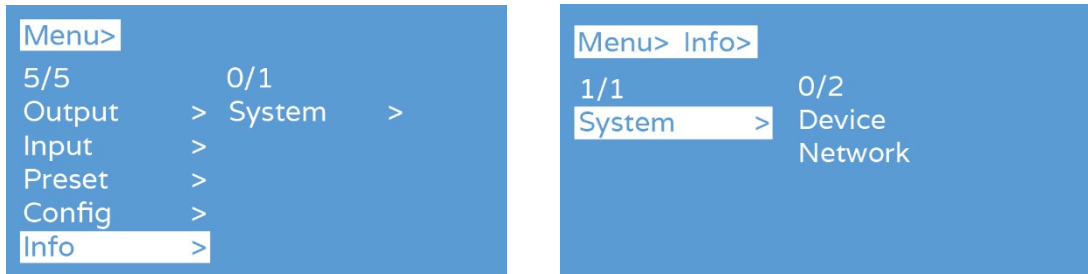 Menu>
5/5 0/1
Output > System >
Input >
Preset >
Config >
Info >
Menu> Info>
1/1 0/2
System > Device
Network